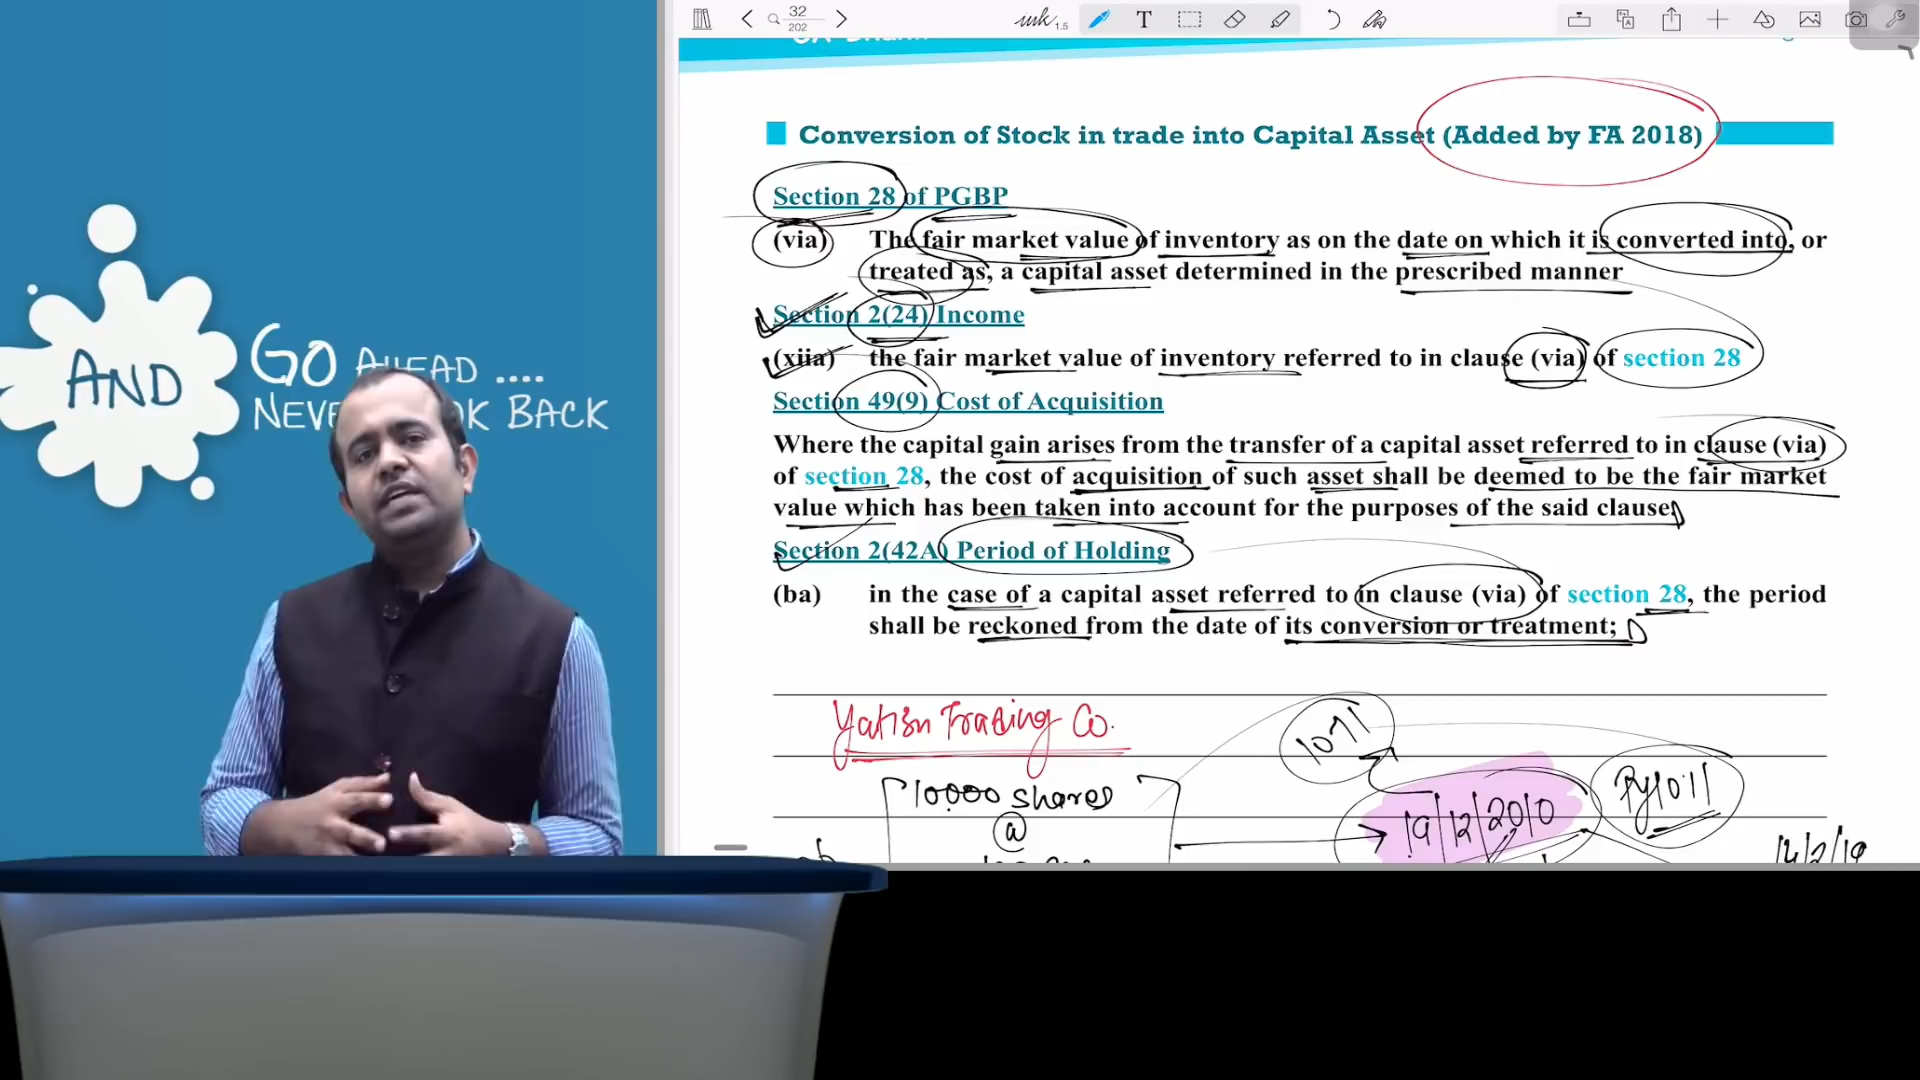 32
202
1.5
T
AND
GO AHEAD ....
BACK
Conversion of Stock in trade into Capital Asset (Added by FA 2018)
Section 28 of PGBP
(via) The fair market value of inventory as on the date on which it is converted into, or
treated as, a capital asset determined in the prescribed manner
Section 2(24) Income
(xiia) the fair market value of inventory referred to in clause (via) of section 28
Section 49(9) Cost of Acquisition
Where the capital gain arises from the transfer of a capital asset referred to in clause (via)
of section 28, the cost of acquisition of such asset shall be deemed to be the fair market
value which has been taken into account for the purposes of the said clause
Section 2(42A) Period of Holding
(ba) in the case of a capital asset referred to in clause (via) of section 28, the period
shall be reckoned from the date of its conversion or treatment;
Trading Co.
10000 shares
@
19/12/2010